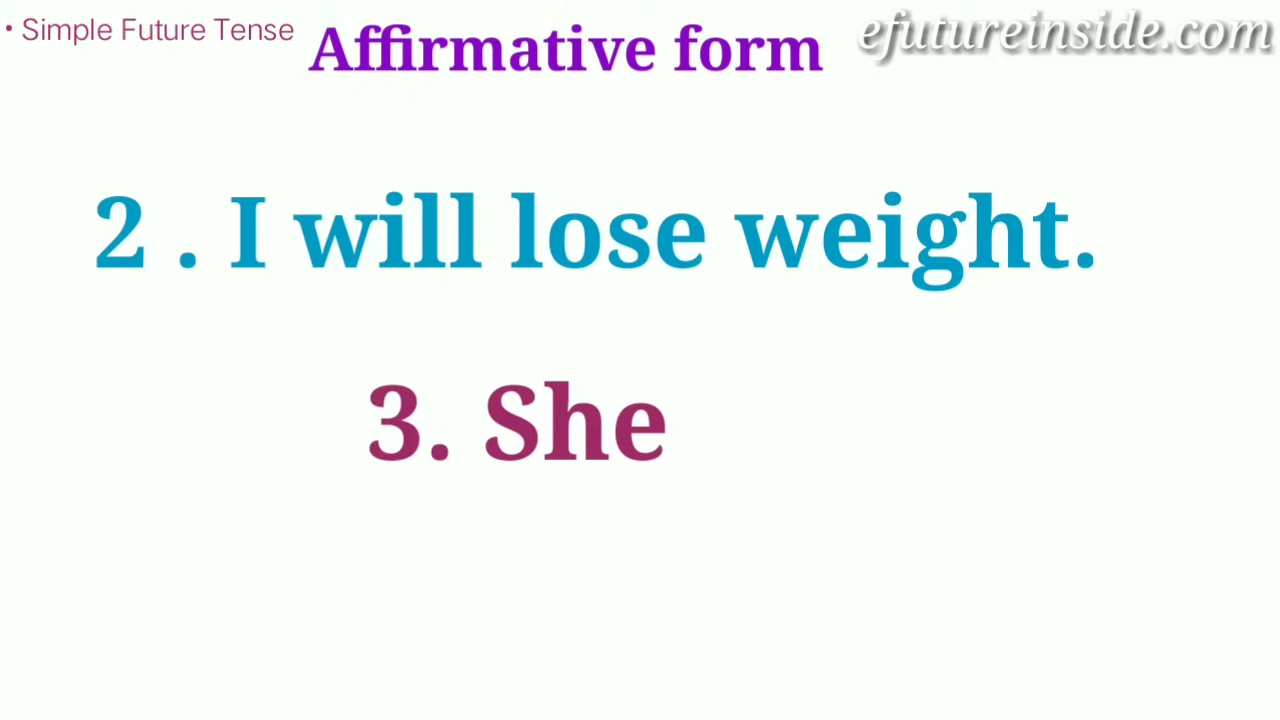 • Simple Future Tense
Affirmative form
efutureinside.com
2 . I will lose weight.
3. She